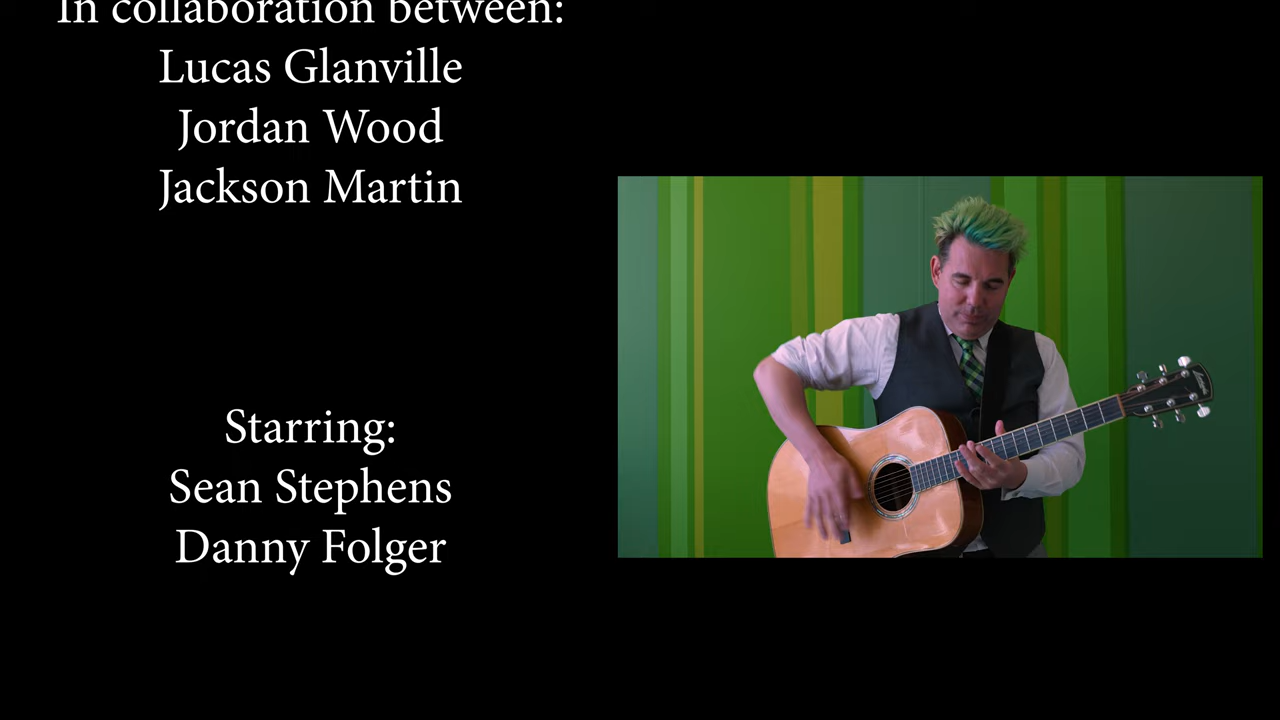 In collaboration between:
Lucas Glanville
Jordan Wood
Jackson Martin
Starring:
Sean Stephens
Danny Folger